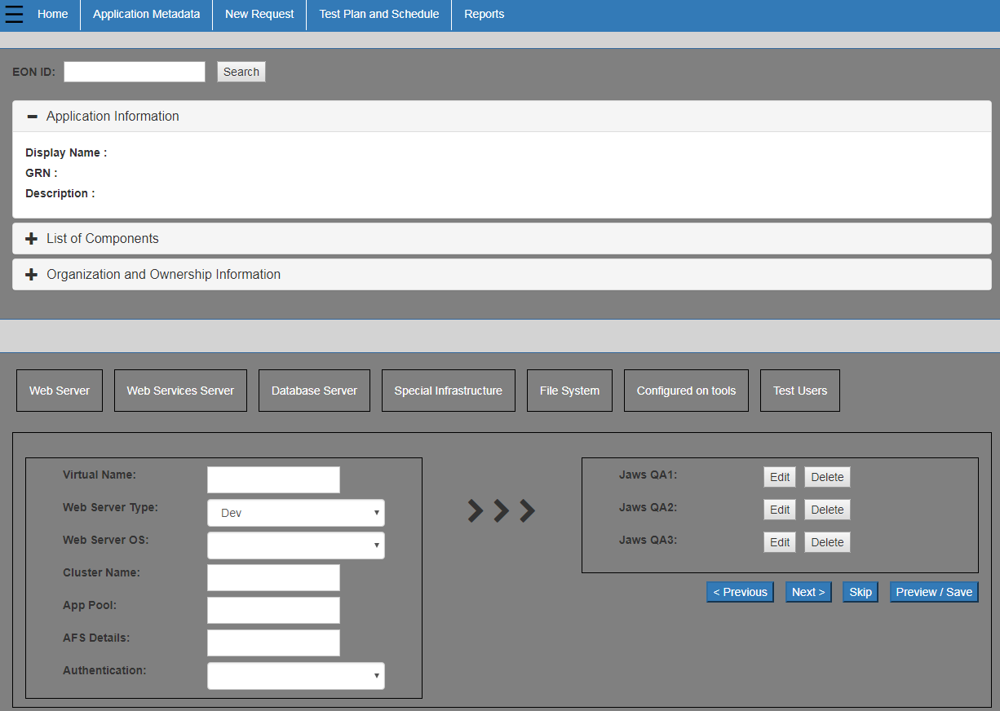 Home Application Metadata New Request Test Plan and Schedule Reports
EON ID: Search
Application Information
Display Name :
GRN :
Description :
List of Components
Organization and Ownership Information
Web Server Web Services Server Database Server Special Infrastructure File System Configured on tools Test Users
Virtual Name:
Web Server Type: Dev
Web Server OS:
Cluster Name:
App Pool:
AFS Details:
Authentication:
Jaws QA1: Edit Delete
Jaws QA2: Edit Delete
Jaws QA3: Edit Delete
< Previous Next > Skip Preview / Save